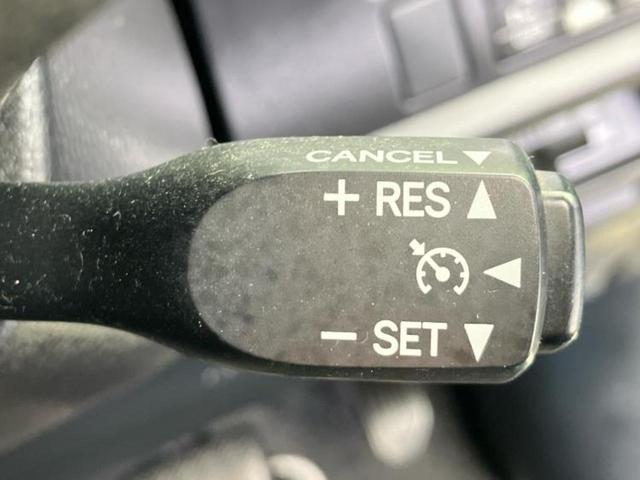 CANCEL ▼
+ RES ▲
◀
− SET ▼